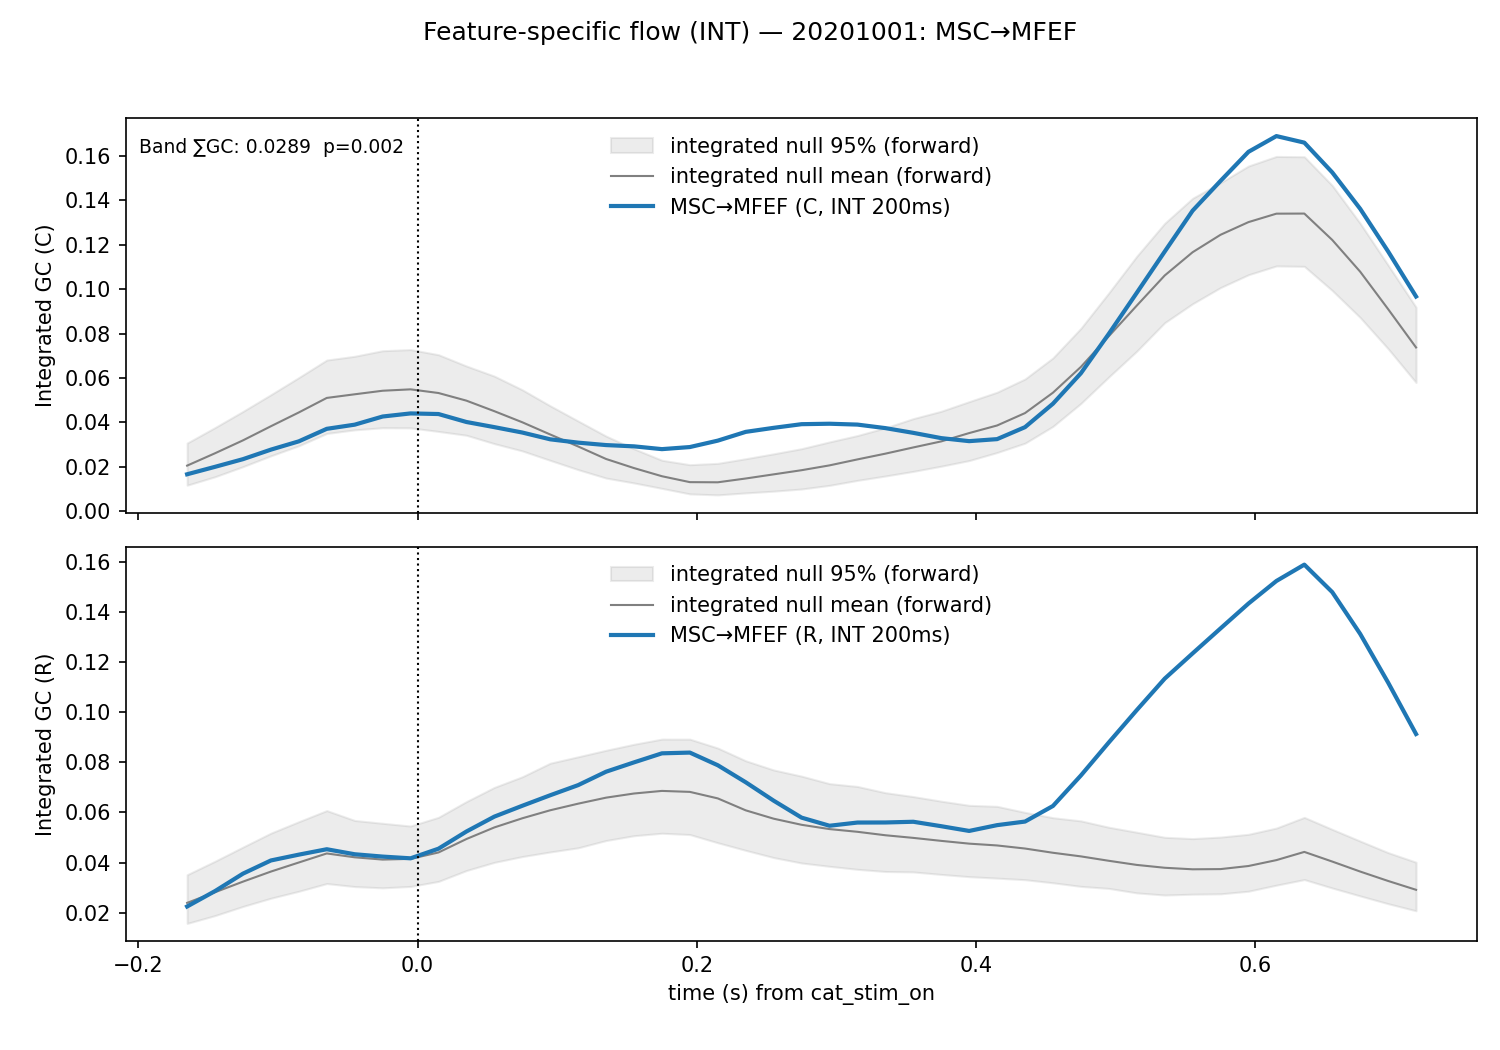 Feature-specific flow (INT) — 20201001: MSC→MFEF
Band ∑GC: 0.0289 p=0.002
integrated null 95% (forward)
integrated null mean (forward)
MSC→MFEF (C, INT 200ms)
Integrated GC (C)
0.16
0.14
0.12
0.10
0.08
0.06
0.04
0.02
0.00
integrated null 95% (forward)
integrated null mean (forward)
MSC→MFEF (R, INT 200ms)
Integrated GC (R)
0.16
0.14
0.12
0.10
0.08
0.06
0.04
0.02
−0.2 0.0 0.2 0.4 0.6
time (s) from cat_stim_on